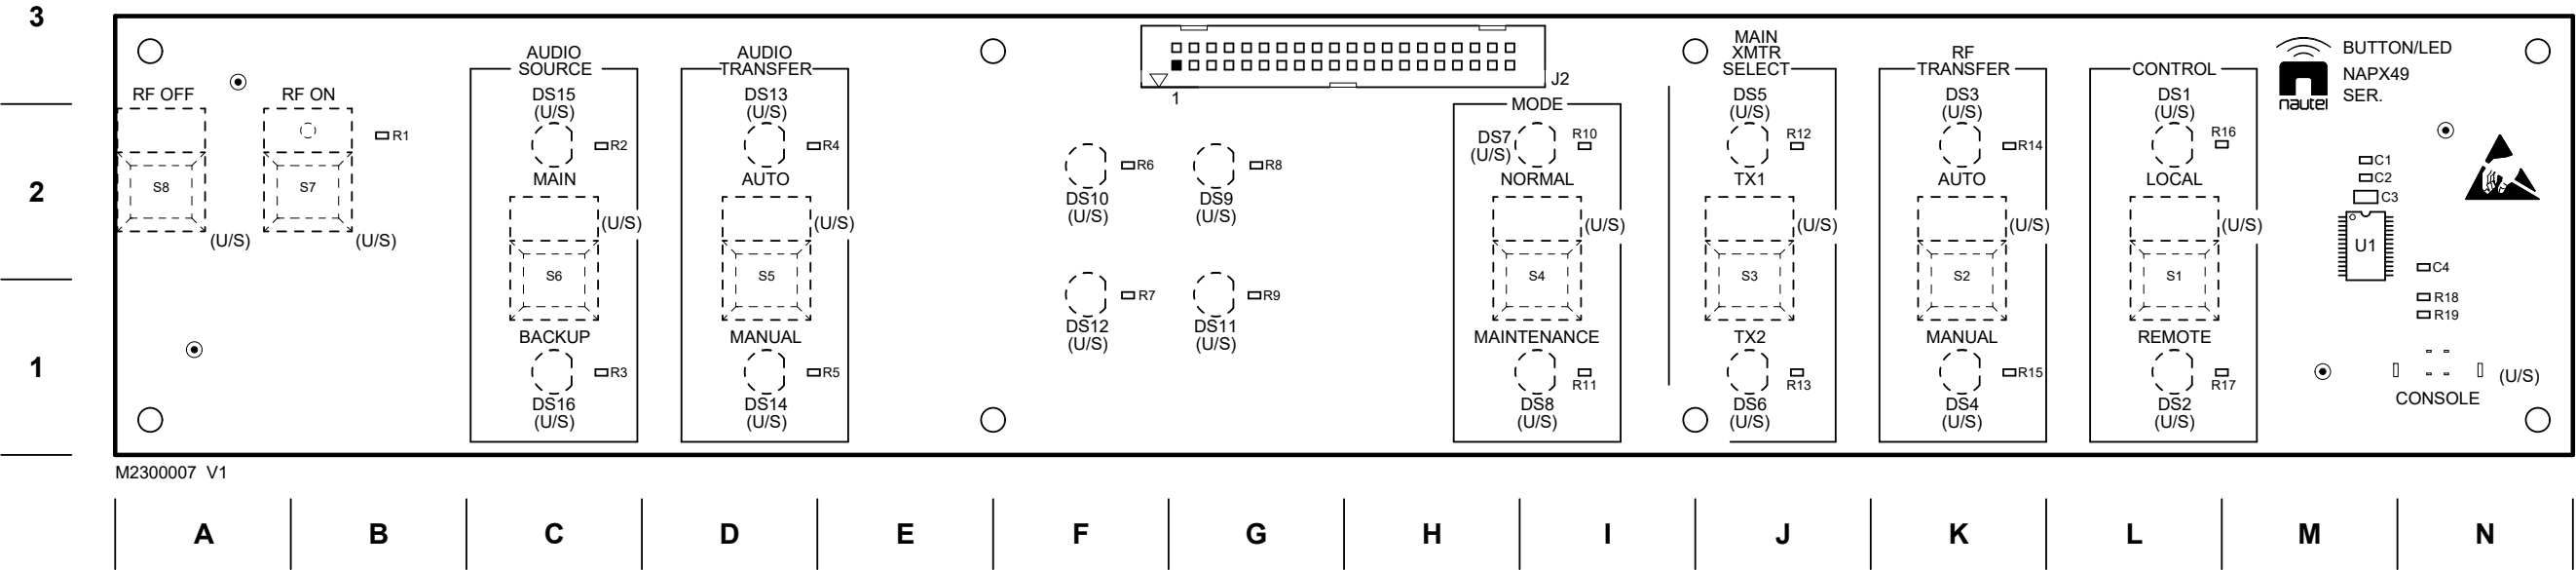 3
2
1
RF OFF
S8
(U/S)
RF ON
S7
(U/S)
R1
AUDIO
SOURCE
DS15
(U/S)
R2
MAIN
(U/S)
S6
BACKUP
R3
DS16
(U/S)
AUDIO
TRANSFER
DS13
(U/S)
R4
AUTO
(U/S)
S5
MANUAL
R5
DS14
(U/S)
R6
DS10
(U/S)
R8
DS9
(U/S)
R7
DS12
(U/S)
R9
DS11
(U/S)
J2
1
MODE
DS7
(U/S)
R10
NORMAL
(U/S)
S4
MAINTENANCE
R11
DS8
(U/S)
MAIN
XMTR
SELECT
DS5
(U/S)
R12
TX1
(U/S)
S3
TX2
R13
DS6
(U/S)
RF
TRANSFER
DS3
(U/S)
R14
AUTO
(U/S)
S2
MANUAL
R15
DS4
(U/S)
CONTROL
DS1
(U/S)
R16
LOCAL
(U/S)
S1
REMOTE
R17
DS2
(U/S)
nautel
BUTTON/LED
NAPX49
SER.
C1
C2
C3
U1
C4
R18
R19
(U/S)
CONSOLE
M2300007 V1
A B C D E F G H I J K L M N